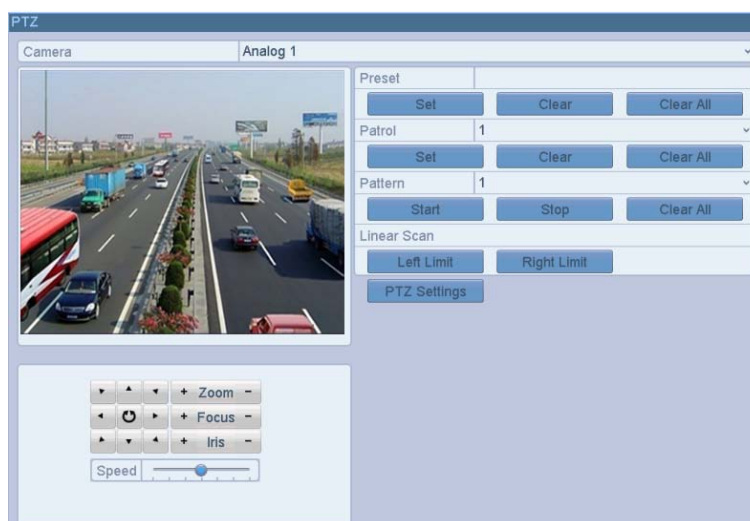 PTZ
Camera Analog 1
Preset
Set Clear Clear All
Patrol 1
Set Clear Clear All
Pattern 1
Start Stop Clear All
Linear Scan
Left Limit Right Limit
PTZ Settings
+ Zoom -
+ Focus -
+ Iris -
Speed